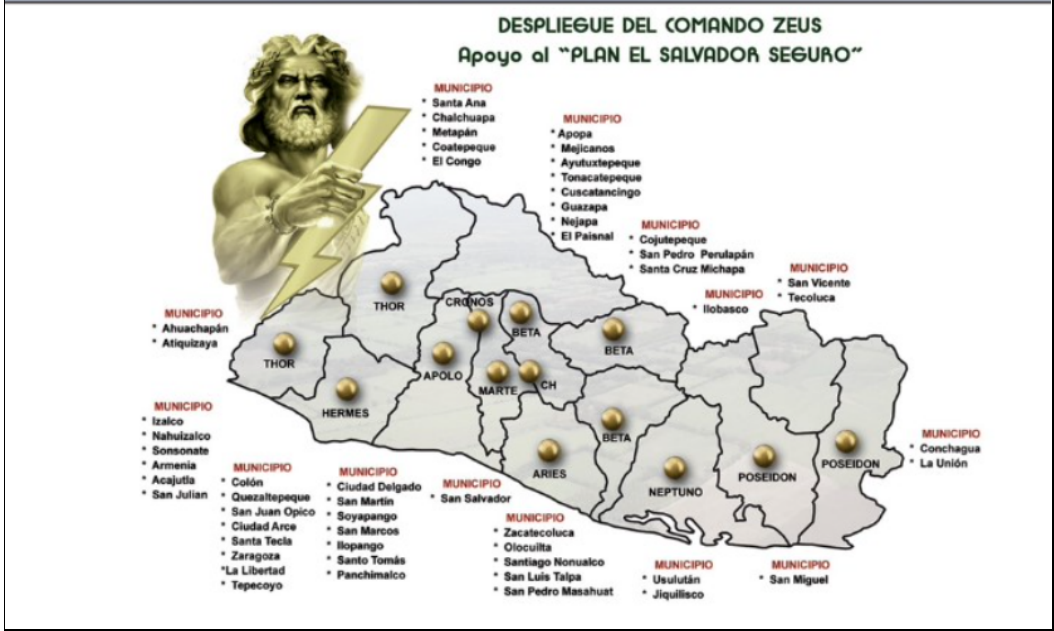 DESPLIEGUE DEL COMANDO ZEUS
Apoyo al “PLAN EL SALVADOR SEGURO”
MUNICIPIO
* Santa Ana
* Chalchuapa
* Metapán
* Coatepeque
* El Congo
MUNICIPIO
* Apopa
* Mejicanos
* Ayutuxtepeque
* Tonacatepeque
* Cuscatancingo
* Guazapa
* Nejapa
* El Paisnal
MUNICIPIO
* Cojutepeque
* San Pedro Perulapán
* Santa Cruz Michapa
MUNICIPIO
* Ilobasco
MUNICIPIO
* San Vicente
* Tecoluca
MUNICIPIO
* Ahuachapán
* Atiquizaya
THOR
THOR
CRONOS
BETA
BETA
APOLO
MARTE
CH
HERMES
BETA
ARIES
NEPTUNO
POSEIDON
POSEIDON
MUNICIPIO
* Conchagua
* La Unión
MUNICIPIO
* Izalco
* Nahuizalco
* Sonsonate
* Armenia
* Acajutla
* San Julian
MUNICIPIO
* Colón
* Quezaltepeque
* San Juan Opico
* Ciudad Arce
* Santa Tecla
* Zaragoza
*La Libertad
* Tepecoyo
MUNICIPIO
* Ciudad Delgado
* San Martín
* Soyapango
* San Marcos
* Ilopango
* Santo Tomás
* Panchimalco
MUNICIPIO
* San Salvador
MUNICIPIO
* Zacatecoluca
* Olocuilta
* Santiago Nonualco
* San Luis Talpa
* San Pedro Masahuat
MUNICIPIO
* Usulután
* Jiquilisco
MUNICIPIO
* San Miguel